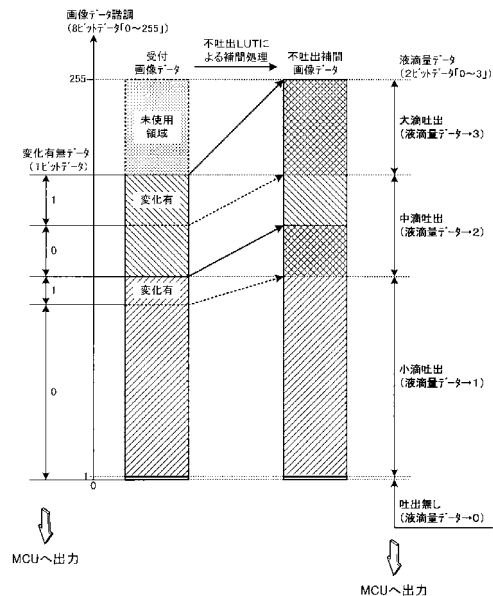 画像データ諧調
(8ビットデータ「0～255」)
受付
画像データ
不吐出LUTに
よる補間処理
不吐出補間
画像データ
液滴量データ
(2ビットデータ「0～3」)
255
未使用
領域
大滴吐出
(液滴量データ→3)
変化有無データ
(1ビットデータ)
1
変化有
中滴吐出
(液滴量データ→2)
0
1
変化有
小滴吐出
(液滴量データ→1)
0
1
0
吐出無し
(液滴量データ→0)
MCUへ出力
MCUへ出力